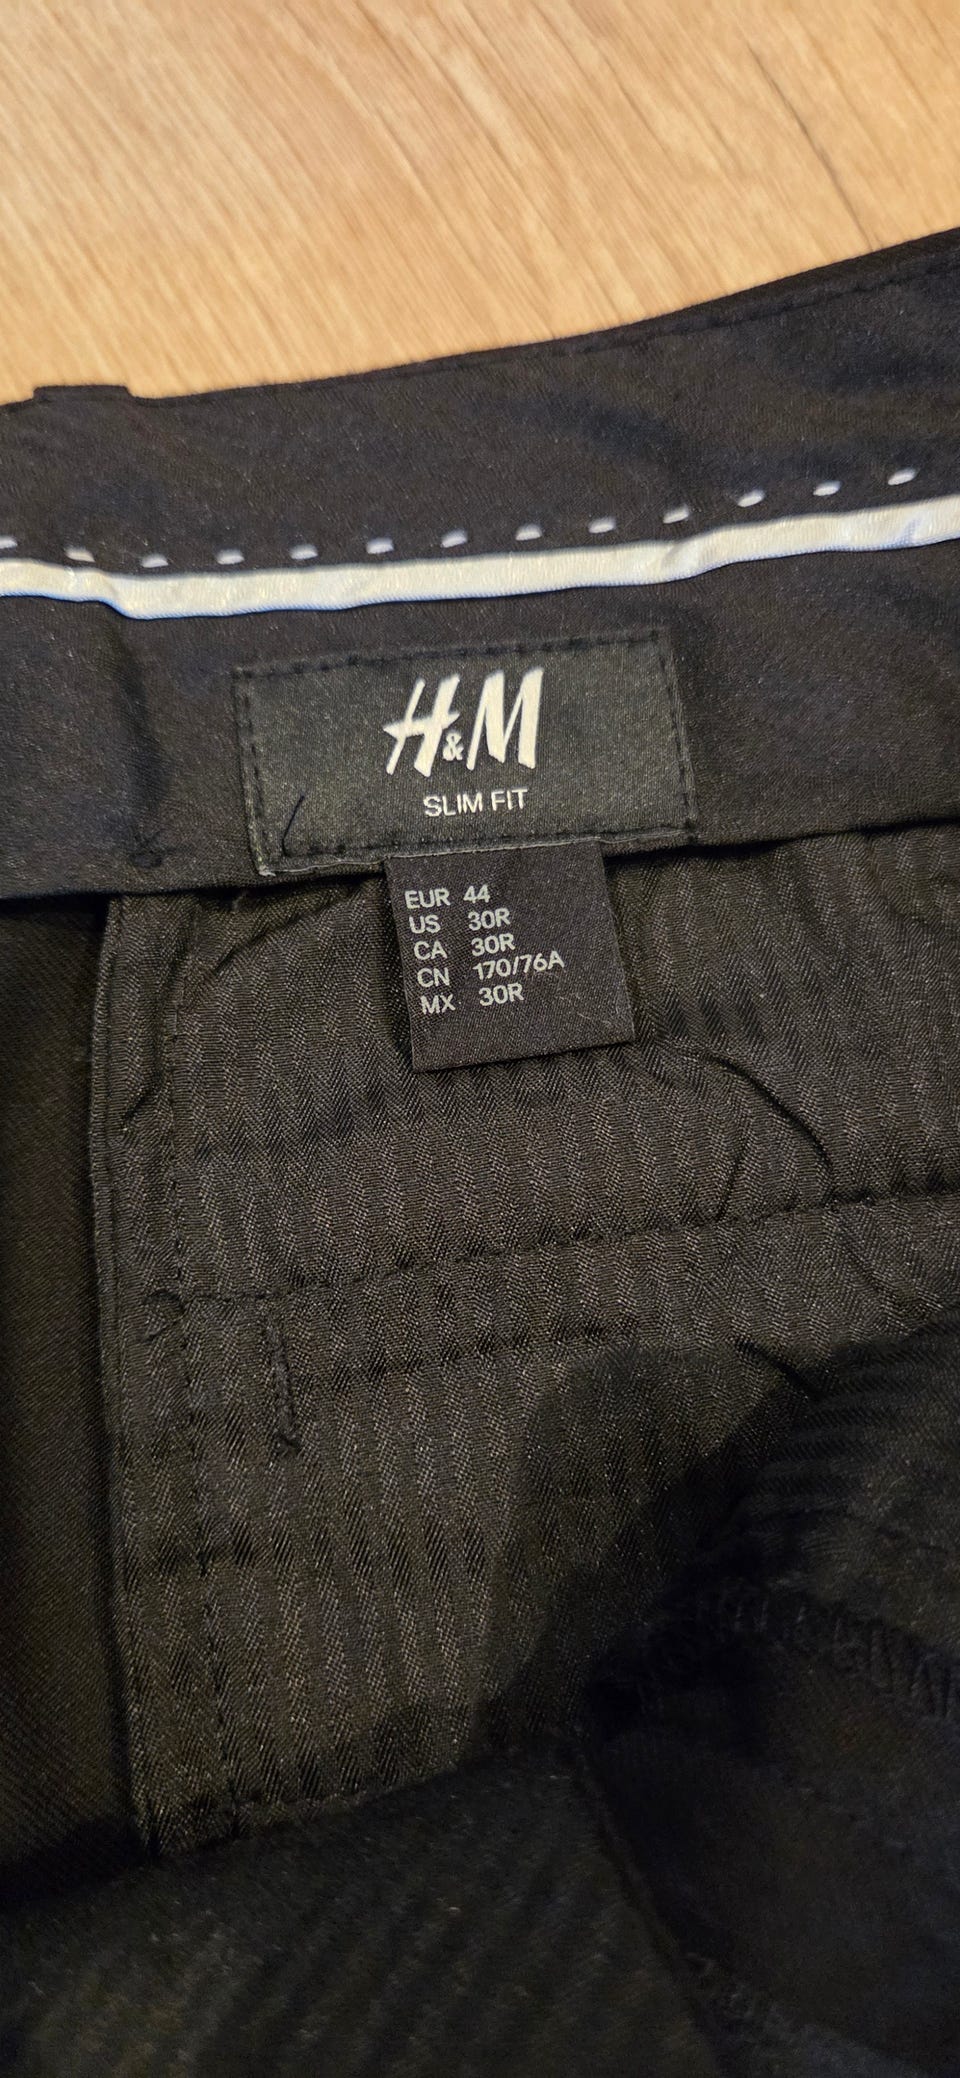 H&M
SLIM FIT
EUR 44
US 30R
CA 30R
CN 170/76A
MX 30R